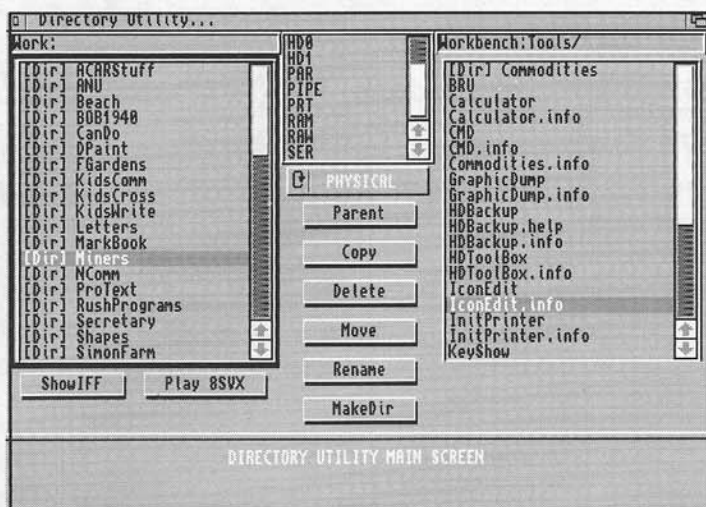 Directory Utility...
Work:
[Dir] ACARStuff
[Dir] ANU
[Dir] Beach
[Dir] BOB1940
[Dir] CanDo
[Dir] DPaint
[Dir] FGardens
[Dir] KidsComm
[Dir] KidsCross
[Dir] KidsWrite
[Dir] Letters
[Dir] MarkBook
[Dir] Miners
[Dir] NComm
[Dir] ProText
[Dir] RushPrograms
[Dir] Secretary
[Dir] Shapes
[Dir] SimonFarm
ShowIFF
Play 8SVX
HD0
HD1
PAR
PIPE
PRT
RAM
RAW
SER
PHYSICAL
Parent
Copy
Delete
Move
Rename
MakeDir
Workbench:Tools/
[Dir] Commodities
BRU
Calculator
Calculator.info
CMD
CMD.info
Commodities.info
GraphicDump
GraphicDump.info
HDBackup
HDBackup.help
HDBackup.info
HDToolBox
HDToolBox.info
IconEdit
IconEdit.info
InitPrinter
InitPrinter.info
KeyShow
DIRECTORY UTILITY MAIN SCREEN